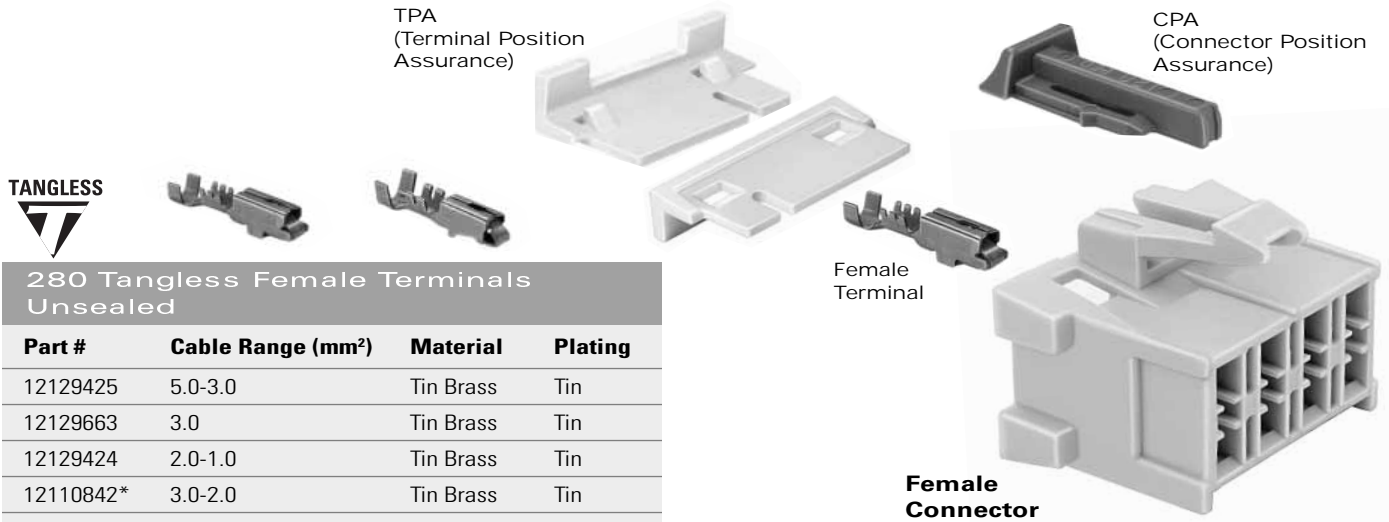 TPA
(Terminal Position
Assurance)
CPA
(Connector Position
Assurance)
TANGLESS
Female
Terminal
280 Tangless Female Terminals
Unsealed
Part # Cable Range (mm²) Material Plating
12129425 5.0-3.0 Tin Brass Tin
12129663 3.0 Tin Brass Tin
12129424 2.0-1.0 Tin Brass Tin
12110842* 3.0-2.0 Tin Brass Tin
Female
Connector